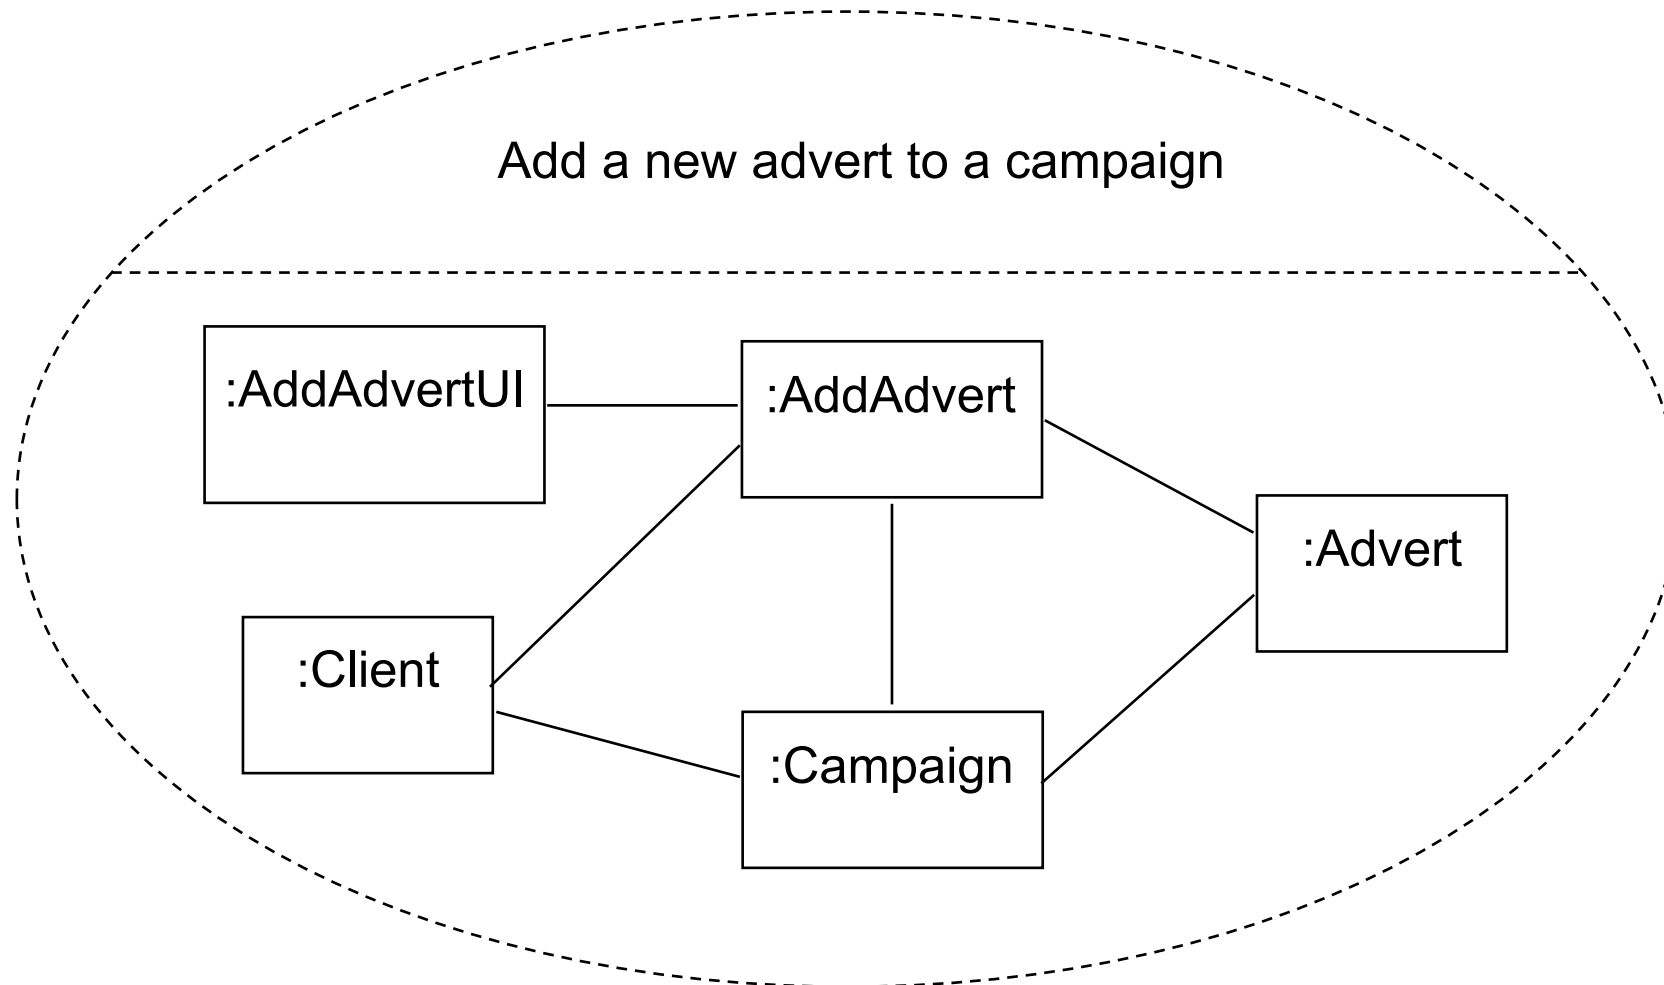 Add a new advert to a campaign
:AddAdvertUI
:AddAdvert
:Advert
:Client
:Campaign